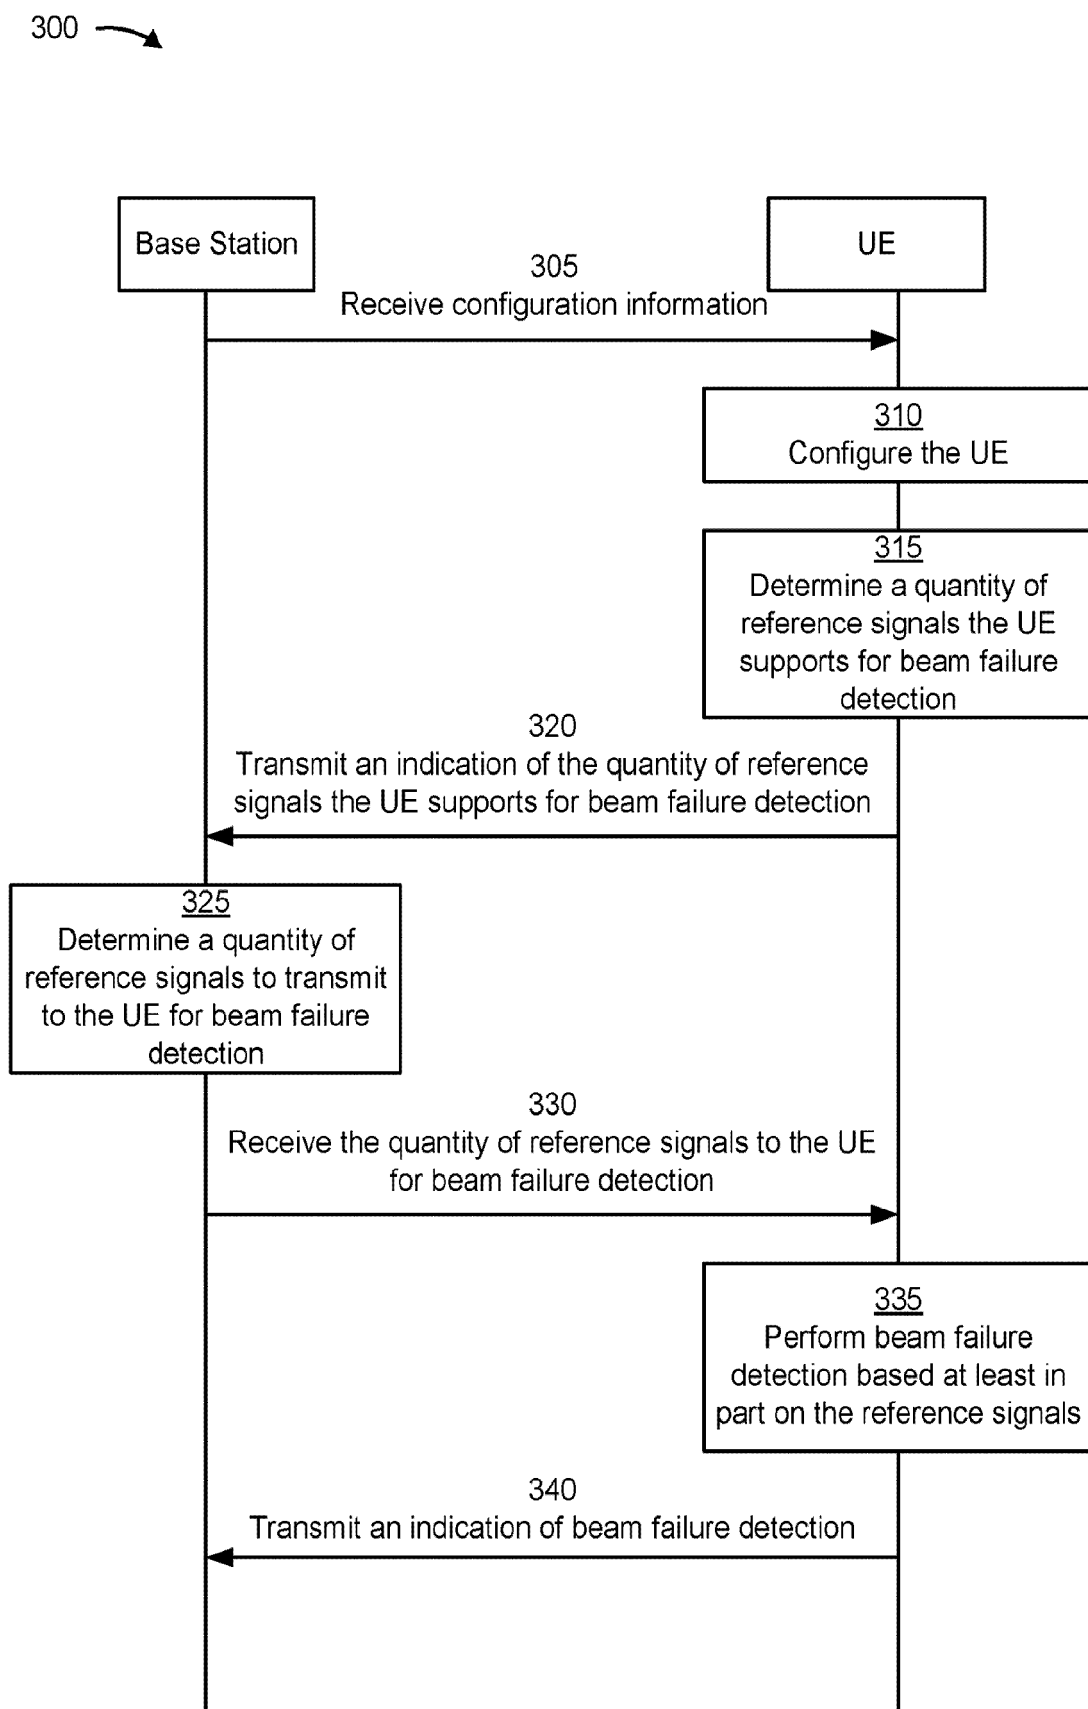 300
Base Station
UE
305
Receive configuration information
310
Configure the UE
315
Determine a quantity of
reference signals the UE
supports for beam failure
detection
320
Transmit an indication of the quantity of reference
signals the UE supports for beam failure detection
325
Determine a quantity of
reference signals to transmit
to the UE for beam failure
detection
330
Receive the quantity of reference signals to the UE
for beam failure detection
335
Perform beam failure
detection based at least in
part on the reference signals
340
Transmit an indication of beam failure detection